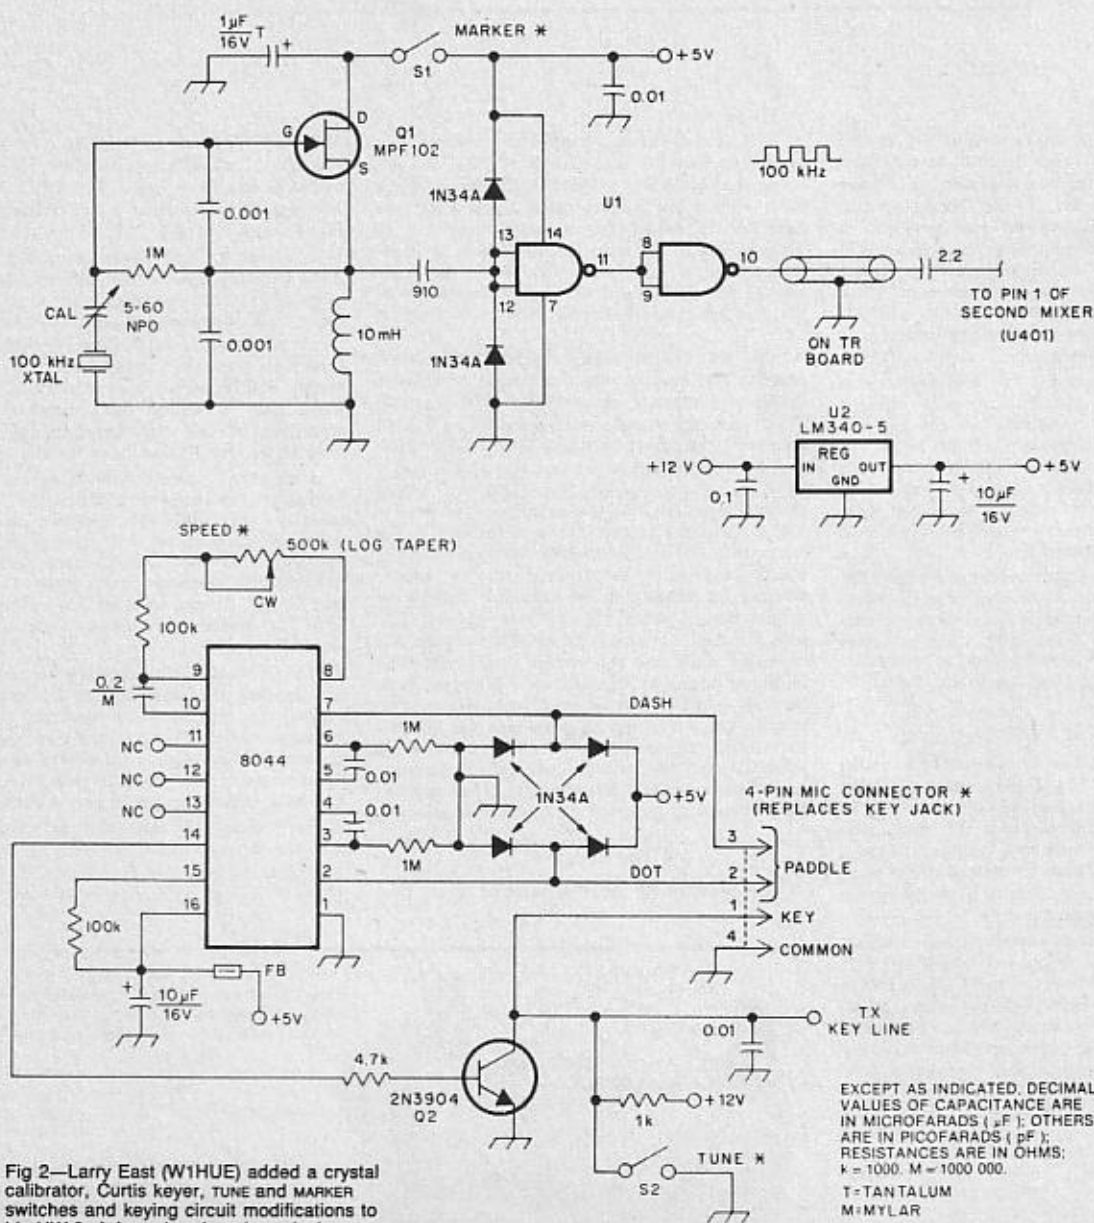 1µF
16V T
+
MARKER *
S1
+5V
0.01
G
D
S
Q1
MPF102
0.001
1N34A
U1
100 kHz
1M
13
14
12
7
11
8
9
10
910
2.2
CAL
5-60
NPO
100 kHz
XTAL
0.001
10mH
1N34A
ON TR
BOARD
TO PIN 1 OF
SECOND MIXER
(U401)
U2
LM340-5
REG
IN OUT
GND
+12 V
0.1
+
10µF
16V
+5V
SPEED *
500k (LOG TAPER)
CW
100k
0.2
M
9
10
11
12
13
14
15
16
NC
NC
NC
8044
8
7
6
5
4
3
2
1
1M
0.01
0.01
1M
1N34A
+5V
DASH
DOT
4-PIN MIC CONNECTOR *
(REPLACES KEY JACK)
3
2
1
4
PADDLE
KEY
COMMON
100k
FB
+
10µF
16V
+5V
4.7k
2N3904
Q2
0.01
TX
KEY LINE
1k
+12V
TUNE *
S2
EXCEPT AS INDICATED, DECIMAL
VALUES OF CAPACITANCE ARE
IN MICROFARADS ( µF ); OTHERS
ARE IN PICOFARADS ( pF );
RESISTANCES ARE IN OHMS;
k = 1000. M = 1000 000.
T=TANTALUM
M=MYLAR
Fig 2—Larry East (W1HUE) added a crystal
calibrator, Curtis keyer, TUNE and MARKER
switches and keying circuit modifications to